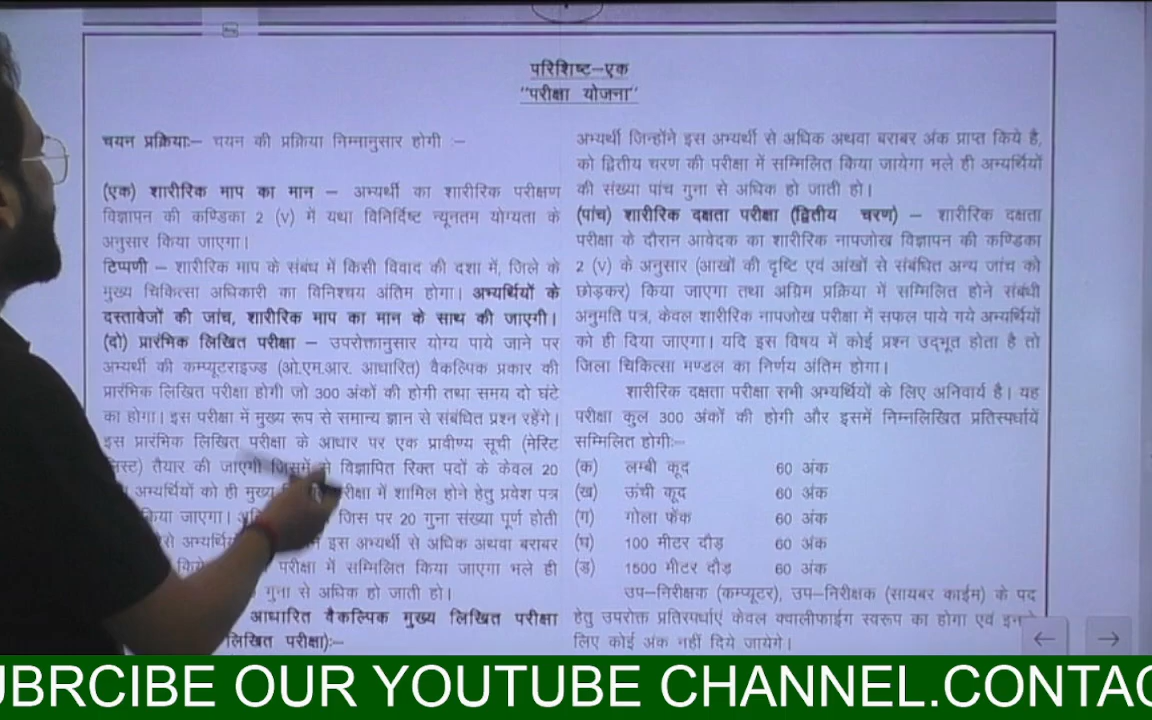 परिशिष्ट–एक
"परीक्षा योजना"
चयन प्रक्रियाः– चयन की प्रक्रिया निम्नानुसार होगी :–
(एक) शारीरिक माप का मान – अभ्यर्थी का शारीरिक परीक्षण
विज्ञापन की कण्डिका 2 (v) में यथा विनिर्दिष्ट न्यूनतम योग्यता के
अनुसार किया जाएगा।
टिप्पणी – शारीरिक माप के संबंध में किसी विवाद की दशा में, जिले के
मुख्य चिकित्सा अधिकारी का विनिश्चय अंतिम होगा। अभ्यर्थियों के
दस्तावेजों की जांच, शारीरिक माप का मान के साथ की जाएगी।
(दो) प्रारंभिक लिखित परीक्षा – उपरोक्तानुसार योग्य पाये जाने पर
अभ्यर्थी की कम्प्यूटराइज्ड (ओ.एम.आर. आधारित) वैकल्पिक प्रकार की
प्रारंभिक लिखित परीक्षा होगी जो 300 अंकों की होगी तथा समय दो घंटे
का होगा। इस परीक्षा में मुख्य रूप से समान्य ज्ञान से संबंधित प्रश्न रहेंगे।
इस प्रारंभिक लिखित परीक्षा के आधार पर एक प्रावीण्य सूची (मेरिट
लिस्ट) तैयार की जाएगी जिसमें से विज्ञापित रिक्त पदों के केवल 20
अभ्यर्थियों को ही मुख्य परीक्षा में शामिल होने हेतु प्रवेश पत्र
किया जाएगा। जिस पर 20 गुना संख्या पूर्ण होती
इस अभ्यर्थी से अधिक अथवा बराबर
परीक्षा में सम्मिलित किया जाएगा भले ही
गुना से अधिक हो जाती हो।
आधारित वैकल्पिक मुख्य लिखित परीक्षा
लिखित परीक्षा):–
अभ्यर्थी जिन्होंने इस अभ्यर्थी से अधिक अथवा बराबर अंक प्राप्त किये है,
को द्वितीय चरण की परीक्षा में सम्मिलित किया जायेगा भले ही अभ्यर्थियों
की संख्या पांच गुना से अधिक हो जाती हो।
(पांच) शारीरिक दक्षता परीक्षा (द्वितीय चरण) – शारीरिक दक्षता
परीक्षा के दौरान आवेदक का शारीरिक नापजोख विज्ञापन की कण्डिका
2 (v) के अनुसार (आखों की दृष्टि एवं आंखों से संबंधित अन्य जांच को
छोड़कर) किया जाएगा तथा अग्रिम प्रक्रिया में सम्मिलित होने संबंधी
अनुमति पत्र, केवल शारीरिक नापजोख परीक्षा में सफल पाये गये अभ्यर्थियों
को ही दिया जाएगा। यदि इस विषय में कोई प्रश्न उद्भूत होता है तो
जिला चिकित्सा मण्डल का निर्णय अंतिम होगा।
शारीरिक दक्षता परीक्षा सभी अभ्यर्थियों के लिए अनिवार्य है। यह
परीक्षा कुल 300 अंकों की होगी और इसमें निम्नलिखित प्रतिस्पर्धायें
सम्मिलित होगीः–
(क) लम्बी कूद 60 अंक
(ख) ऊंची कूद 60 अंक
(ग) गोला फेंक 60 अंक
(घ) 100 मीटर दौड़ 60 अंक
(ड) 1500 मीटर दौड़ 60 अंक
उप–निरीक्षक (कम्प्यूटर), उप–निरीक्षक (सायबर काईम) के पद
हेतु उपरोक्त प्रतिस्पर्धाएं केवल क्वालीफाईंग स्वरूप का होगा एवं
लिए कोई अंक नहीं दिये जायेगे।
UBRCIBE OUR YOUTUBE CHANNEL.CONTAC